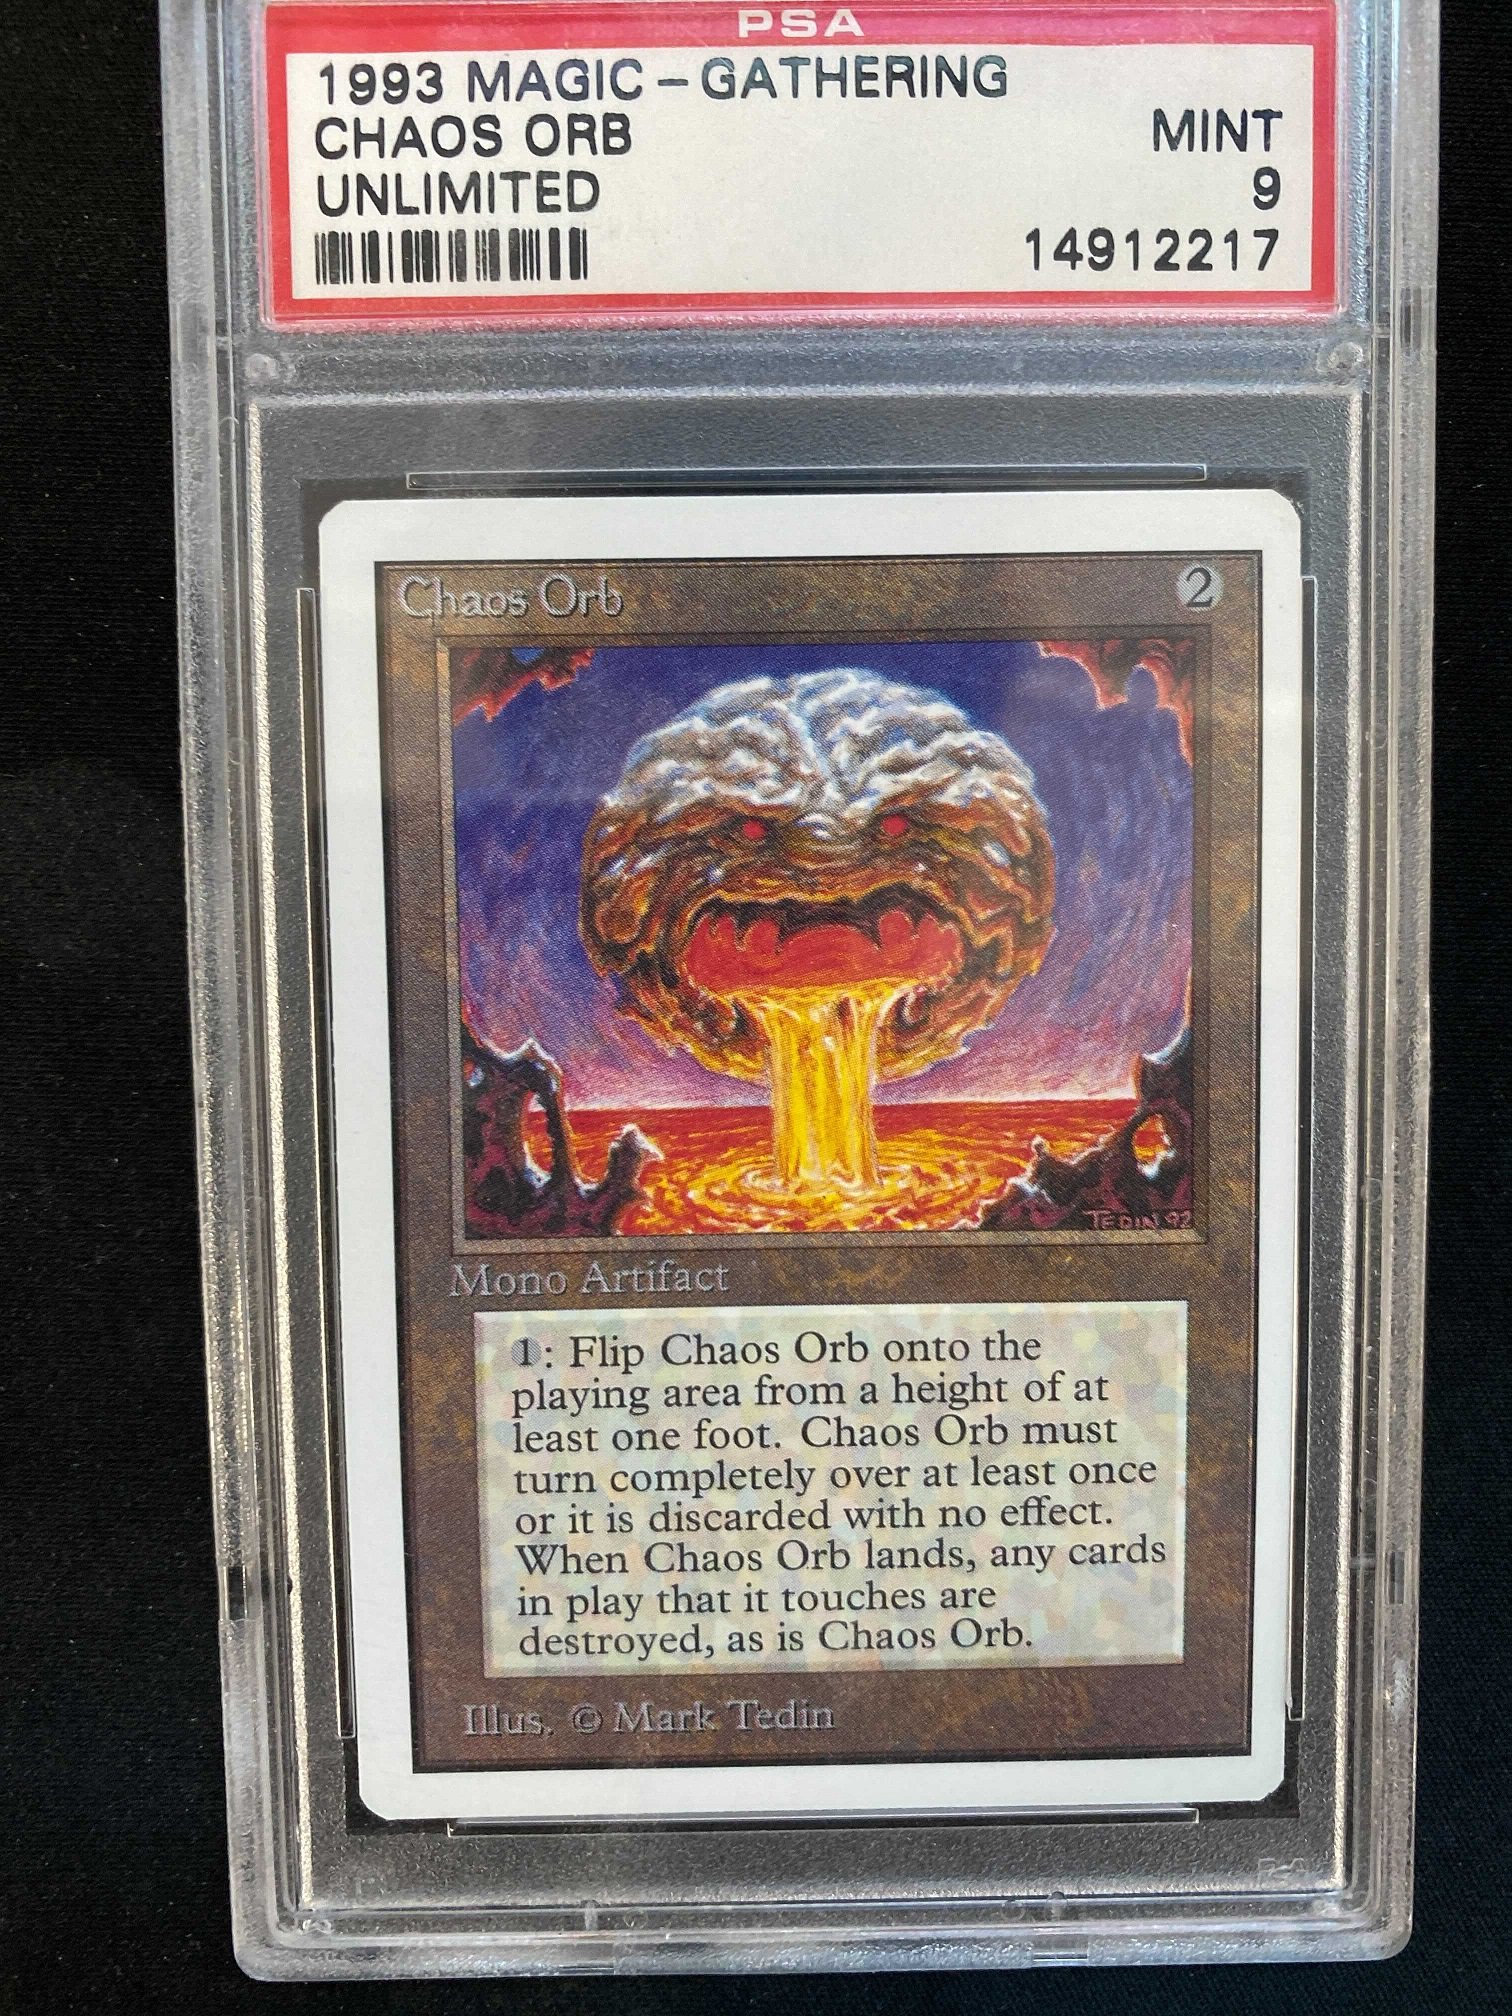 PSA
1993 MAGIC - GATHERING
CHAOS ORB MINT
UNLIMITED 9
14912217
Chaos Orb 2
TEDIN 92
Mono Artifact
1: Flip Chaos Orb onto the
playing area from a height of at
least one foot. Chaos Orb must
turn completely over at least once
or it is discarded with no effect.
When Chaos Orb lands, any cards
in play that it touches are
destroyed, as is Chaos Orb.
Illus. © Mark Tedin